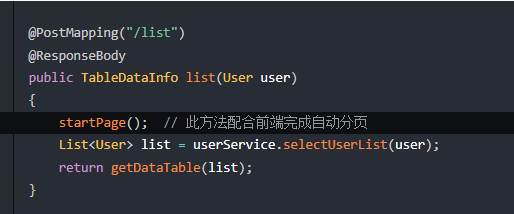 @PostMapping("/list")
@ResponseBody
public TableDataInfo list(User user)
{
startPage();  // 此方法配合前端完成自动分页
List<User> list = userService.selectUserList(user);
return getDataTable(list);
}